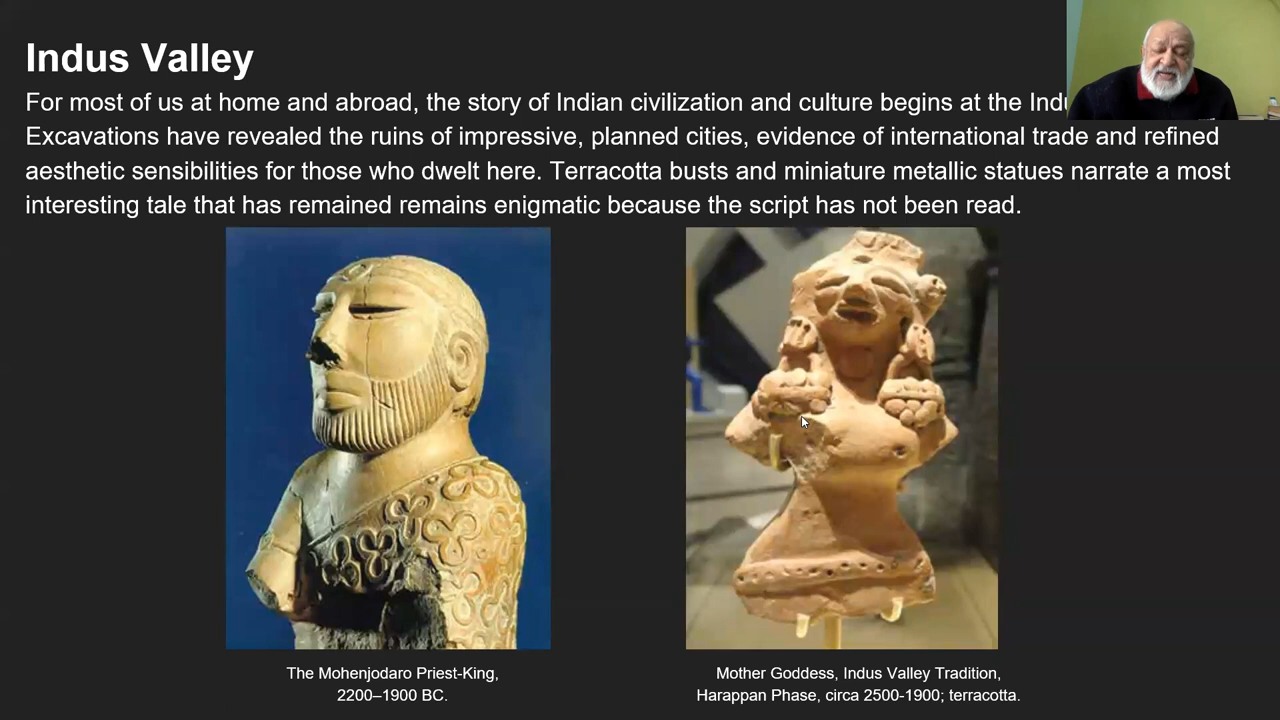 Indus Valley
For most of us at home and abroad, the story of Indian civilization and culture begins at the
Excavations have revealed the ruins of impressive, planned cities, evidence of international trade and refined
aesthetic sensibilities for those who dwelt here. Terracotta busts and miniature metallic statues narrate a most
interesting tale that has remained remains enigmatic because the script has not been read.
The Mohenjodaro Priest-King,
2200–1900 BC.
Mother Goddess, Indus Valley Tradition,
Harappan Phase, circa 2500-1900; terracotta.